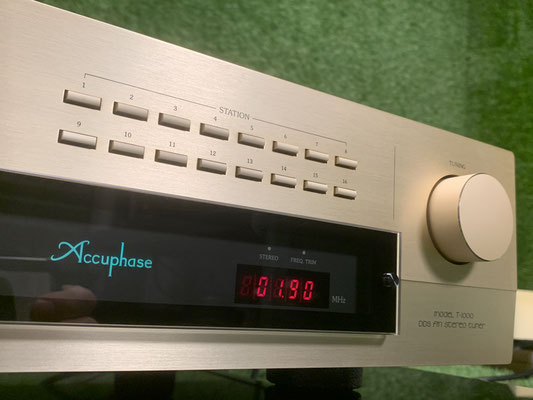 STATION
1 2 3 4 5 6 7 8
9 10 11 12 13 14 15 16
TUNING
Accuphase
STEREO FREQ. TRIM
01.90 MHz
MODEL T-1000
DDS FM Stereo tuner